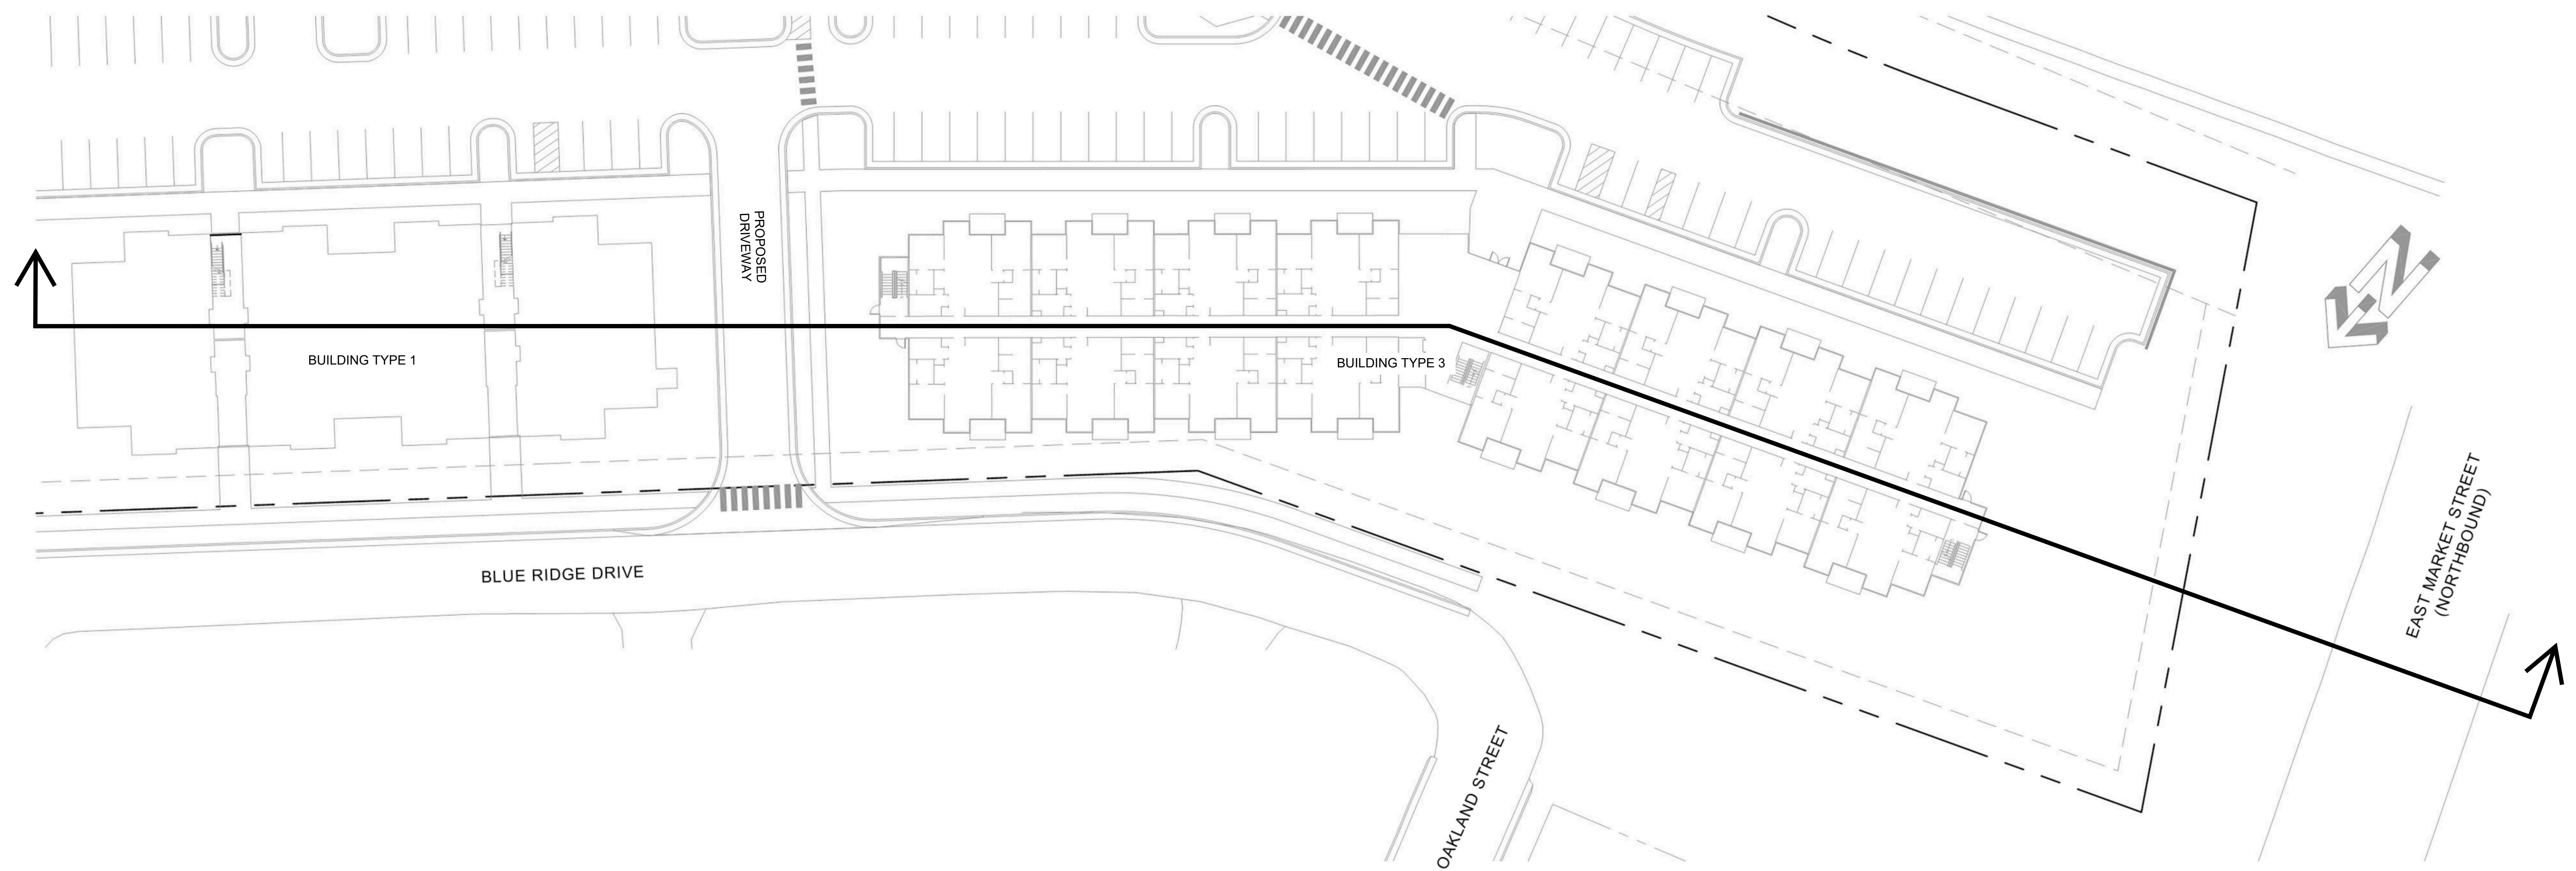 PROPOSED
DRIVEWAY
BUILDING TYPE 1
BUILDING TYPE 3
N
BLUE RIDGE DRIVE
EAST MARKET STREET
(NORTHBOUND)
OAKLAND STREET